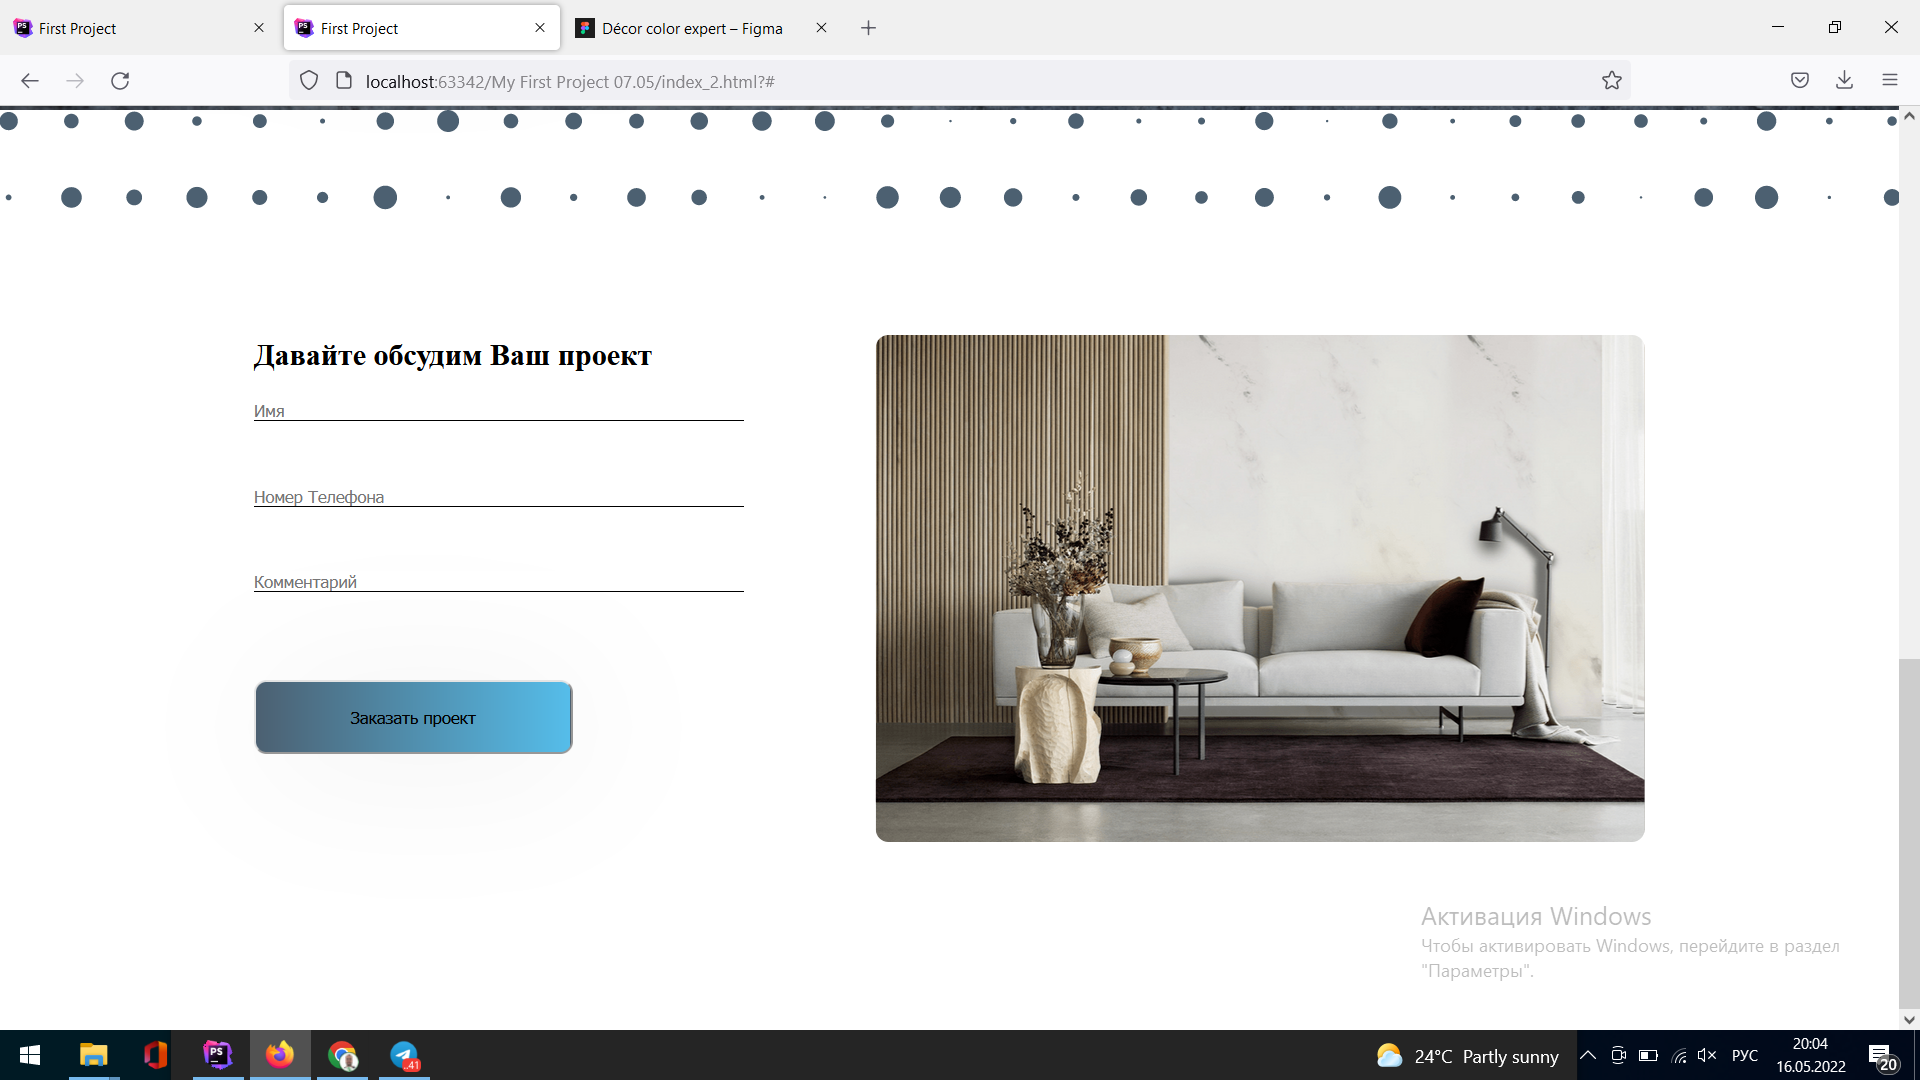 First Project
First Project
Décor color expert – Figma
localhost:63342/My First Project 07.05/index_2.html?#
Давайте обсудим Ваш проект
Имя
Номер Телефона
Комментарий
Заказать проект
Активация Windows
Чтобы активировать Windows, перейдите в раздел
"Параметры".
PS
..41
24°C Partly sunny
РУС
20:04
16.05.2022
20